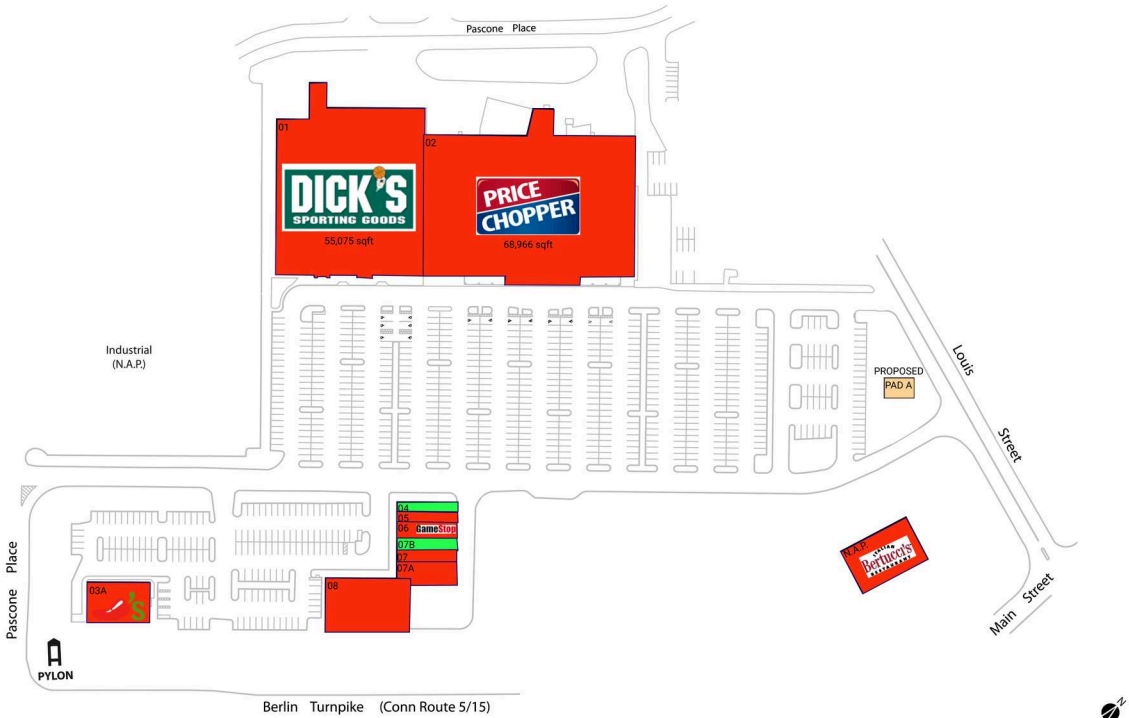 Pascone Place
01
02
DICK'S
SPORTING GOODS
55,075 sqft
PRICE
CHOPPER
68,966 sqft
Industrial
(N.A.P.)
Louis Street
PROPOSED
PAD A
04
05
06 GameStop
07B
07
07A
08
N.A.P.
ITALIAN
Bertucci's
RESTAURANT
03A
's
Pascone Place
Main Street
PYLON
Berlin Turnpike (Conn Route 5/15)
N